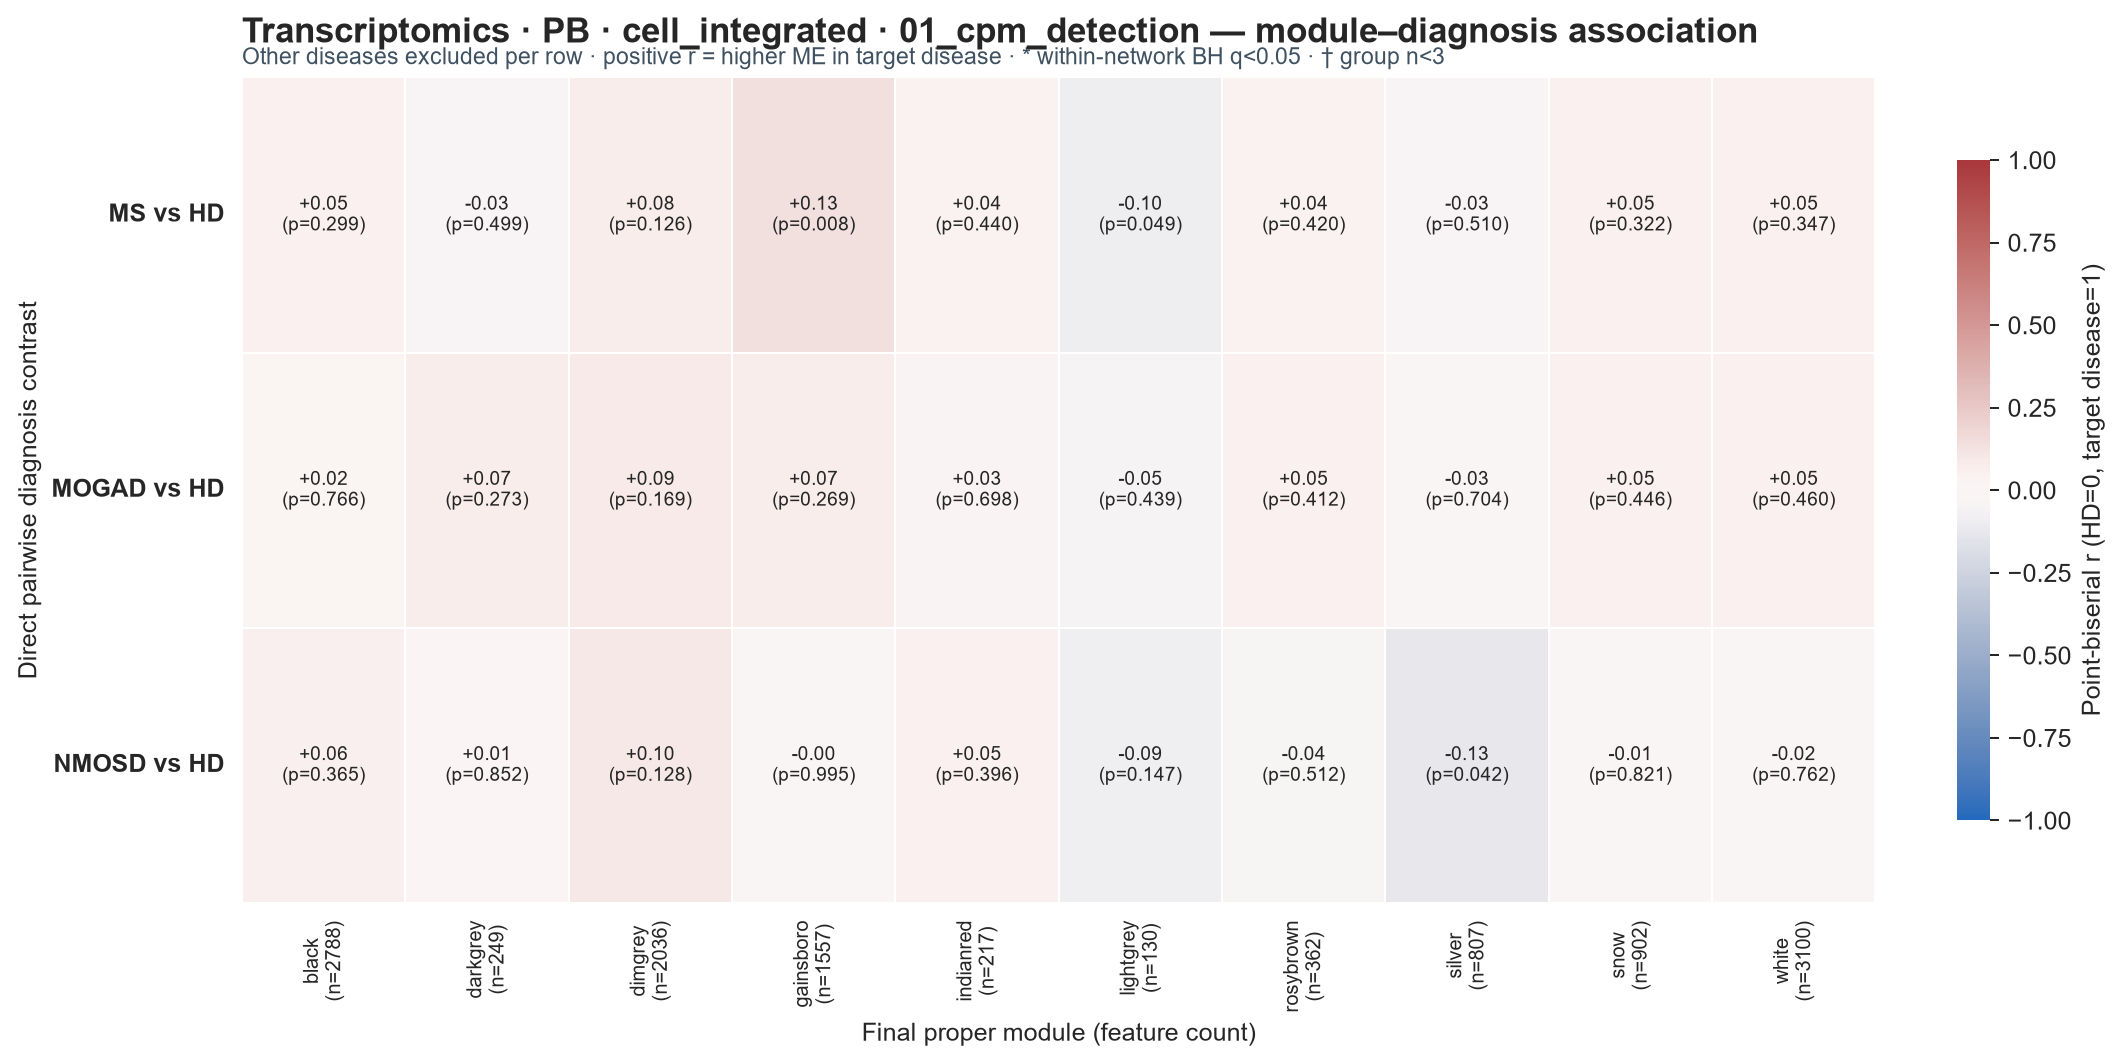 Transcriptomics · PB · cell_integrated · 01_cpm_detection — module–diagnosis association
Other diseases excluded per row · positive r = higher ME in target disease · * within-network BH q<0.05 · † group n<3
Direct pairwise diagnosis contrast
MS vs HD
+0.05 -0.03 +0.08 +0.13 +0.04 -0.10 +0.04 -0.03 +0.05 +0.05
(p=0.299) (p=0.499) (p=0.126) (p=0.008) (p=0.440) (p=0.049) (p=0.420) (p=0.510) (p=0.322) (p=0.347)
MOGAD vs HD
+0.02 +0.07 +0.09 +0.07 +0.03 -0.05 +0.05 -0.03 +0.05 +0.05
(p=0.766) (p=0.273) (p=0.169) (p=0.269) (p=0.698) (p=0.439) (p=0.412) (p=0.704) (p=0.446) (p=0.460)
NMOSD vs HD
+0.06 +0.01 +0.10 -0.00 +0.05 -0.09 -0.04 -0.13 -0.01 -0.02
(p=0.365) (p=0.852) (p=0.128) (p=0.995) (p=0.396) (p=0.147) (p=0.512) (p=0.042) (p=0.821) (p=0.762)
black
(n=2788)
darkgrey
(n=249)
dimgrey
(n=2036)
gainsboro
(n=1557)
indianred
(n=217)
lightgrey
(n=130)
rosybrown
(n=362)
silver
(n=807)
snow
(n=902)
white
(n=3100)
Final proper module (feature count)
1.00
0.75
0.50
0.25
0.00
−0.25
−0.50
−0.75
−1.00
Point-biserial r (HD=0, target disease=1)